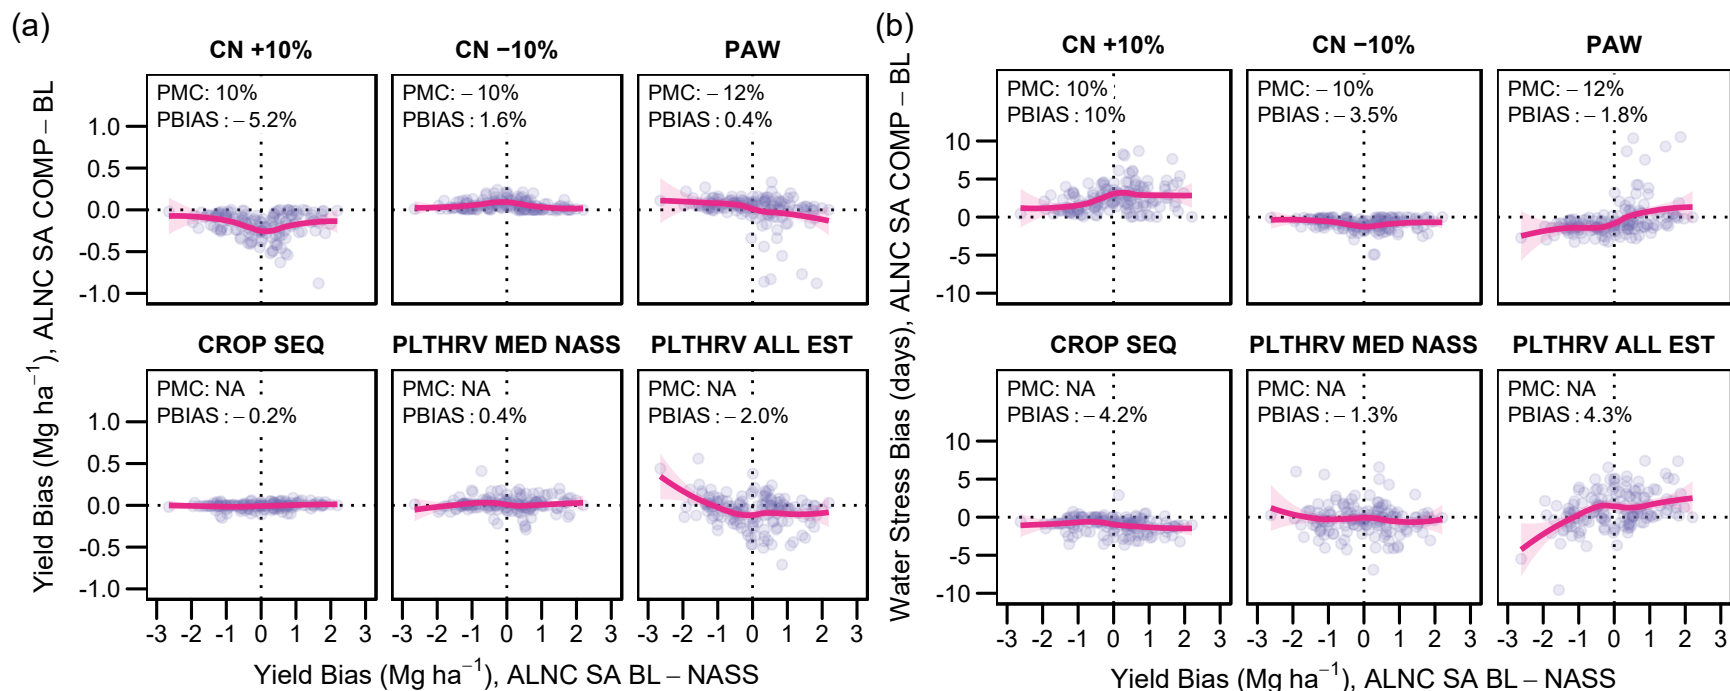 (a)
CN +10%
CN −10%
PAW
PMC: 10%
PBIAS : − 5.2%
PMC: − 10%
PBIAS : 1.6%
PMC: − 12%
PBIAS : 0.4%
1.0
0.5
0.0
-0.5
-1.0
CROP SEQ
PLTHRV MED NASS
PLTHRV ALL EST
PMC: NA
PBIAS : − 0.2%
PMC: NA
PBIAS : 0.4%
PMC: NA
PBIAS : − 2.0%
1.0
0.5
0.0
-0.5
-1.0
-3 -2 -1 0 1 2 3
-3 -2 -1 0 1 2 3
-3 -2 -1 0 1 2 3
Yield Bias (Mg ha⁻¹), ALNC SA COMP − BL
Yield Bias (Mg ha⁻¹), ALNC SA BL − NASS
(b)
CN +10%
CN −10%
PAW
PMC: 10%
PBIAS : 10%
PMC: − 10%
PBIAS : − 3.5%
PMC: − 12%
PBIAS : − 1.8%
10
5
0
-5
-10
CROP SEQ
PLTHRV MED NASS
PLTHRV ALL EST
PMC: NA
PBIAS : − 4.2%
PMC: NA
PBIAS : − 1.3%
PMC: NA
PBIAS : 4.3%
10
5
0
-5
-10
-3 -2 -1 0 1 2 3
-3 -2 -1 0 1 2 3
-3 -2 -1 0 1 2 3
Water Stress Bias (days), ALNC SA COMP − BL
Yield Bias (Mg ha⁻¹), ALNC SA BL − NASS